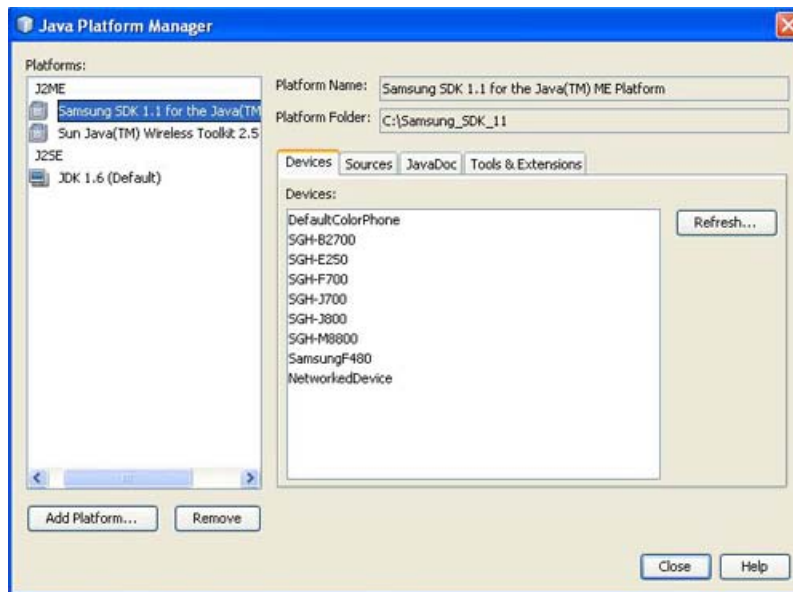 Java Platform Manager
Platforms:
J2ME
Samsung SDK 1.1 for the Java(TM
Sun Java(TM) Wireless Toolkit 2.5
J2SE
JDK 1.6 (Default)
Add Platform...
Remove
Platform Name:
Samsung SDK 1.1 for the Java(TM) ME Platform
Platform Folder:
C:\Samsung_SDK_11
Devices
Sources
JavaDoc
Tools & Extensions
Devices:
DefaultColorPhone
SGH-B2700
SGH-E250
SGH-F700
SGH-J700
SGH-J800
SGH-M8800
SamsungF480
NetworkedDevice
Refresh...
Close
Help